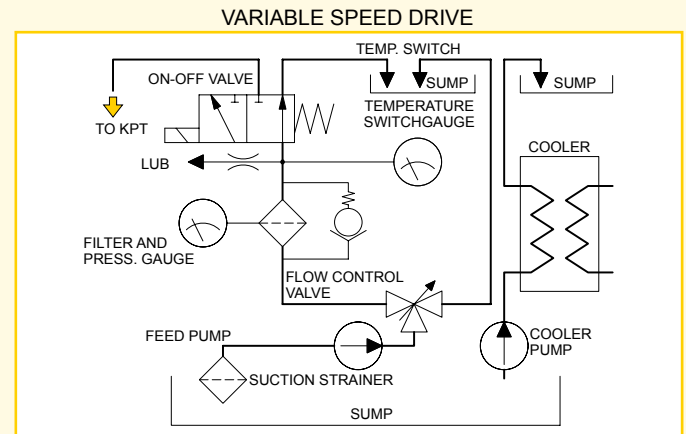 VARIABLE SPEED DRIVE
TEMP. SWITCH
ON-OFF VALVE
SUMP
SUMP
TEMPERATURE
SWITCHGAUGE
TO KPT
LUB
COOLER
FILTER AND
PRESS. GAUGE
FLOW CONTROL
VALVE
FEED PUMP
COOLER
PUMP
SUCTION STRAINER
SUMP